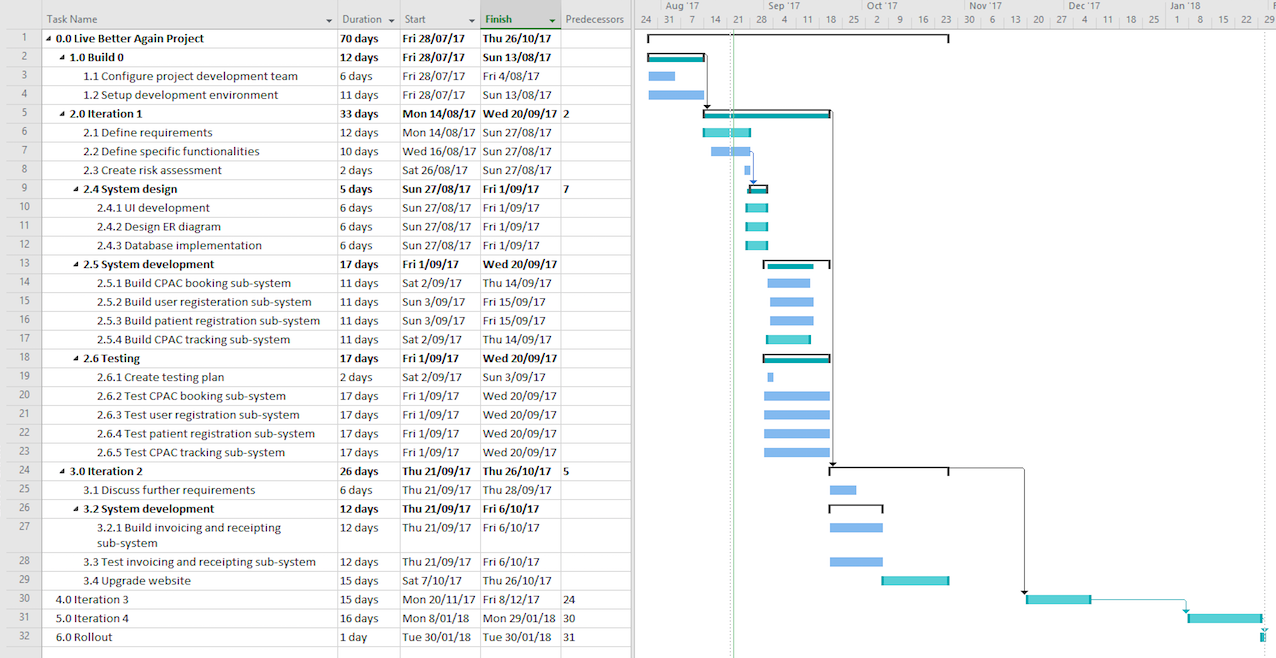 Aug '17 Sep '17 Oct '17 Nov '17 Dec '17 Jan '18 F
Task Name Duration Start Finish Predecessors 24 31 7 14 21 28 4 11 18 25 2 9 16 23 30 6 13 20 27 4 11 18 25 1 8 15 22 29
1 0.0 Live Better Again Project 70 days Fri 28/07/17 Thu 26/10/17
2 1.0 Build 0 12 days Fri 28/07/17 Sun 13/08/17
3 1.1 Configure project development team 6 days Fri 28/07/17 Fri 4/08/17
4 1.2 Setup development environment 11 days Fri 28/07/17 Sun 13/08/17
5 2.0 Iteration 1 33 days Mon 14/08/17 Wed 20/09/17 2
6 2.1 Define requirements 12 days Mon 14/08/17 Sun 27/08/17
7 2.2 Define specific functionalities 10 days Wed 16/08/17 Sun 27/08/17
8 2.3 Create risk assessment 2 days Sat 26/08/17 Sun 27/08/17
9 2.4 System design 5 days Sun 27/08/17 Fri 1/09/17 7
10 2.4.1 UI development 6 days Sun 27/08/17 Fri 1/09/17
11 2.4.2 Design ER diagram 6 days Sun 27/08/17 Fri 1/09/17
12 2.4.3 Database implementation 6 days Sun 27/08/17 Fri 1/09/17
13 2.5 System development 17 days Fri 1/09/17 Wed 20/09/17
14 2.5.1 Build CPAC booking sub-system 11 days Sat 2/09/17 Thu 14/09/17
15 2.5.2 Build user registeration sub-system 11 days Sun 3/09/17 Fri 15/09/17
16 2.5.3 Build patient registration sub-system 11 days Sun 3/09/17 Fri 15/09/17
17 2.5.4 Build CPAC tracking sub-system 11 days Sat 2/09/17 Thu 14/09/17
18 2.6 Testing 17 days Fri 1/09/17 Wed 20/09/17
19 2.6.1 Create testing plan 2 days Sat 2/09/17 Sun 3/09/17
20 2.6.2 Test CPAC booking sub-system 17 days Fri 1/09/17 Wed 20/09/17
21 2.6.3 Test user registration sub-system 17 days Fri 1/09/17 Wed 20/09/17
22 2.6.4 Test patient registration sub-system 17 days Fri 1/09/17 Wed 20/09/17
23 2.6.5 Test CPAC tracking sub-system 17 days Fri 1/09/17 Wed 20/09/17
24 3.0 Iteration 2 26 days Thu 21/09/17 Thu 26/10/17 5
25 3.1 Discuss further requirements 6 days Thu 21/09/17 Thu 28/09/17
26 3.2 System development 12 days Thu 21/09/17 Fri 6/10/17
27 3.2.1 Build invoicing and receipting 12 days Thu 21/09/17 Fri 6/10/17
sub-system
28 3.3 Test invoicing and receipting sub-system 12 days Thu 21/09/17 Fri 6/10/17
29 3.4 Upgrade website 15 days Sat 7/10/17 Thu 26/10/17
30 4.0 Iteration 3 15 days Mon 20/11/17 Fri 8/12/17 24
31 5.0 Iteration 4 16 days Mon 8/01/18 Mon 29/01/18 30
32 6.0 Rollout 1 day Tue 30/01/18 Tue 30/01/18 31